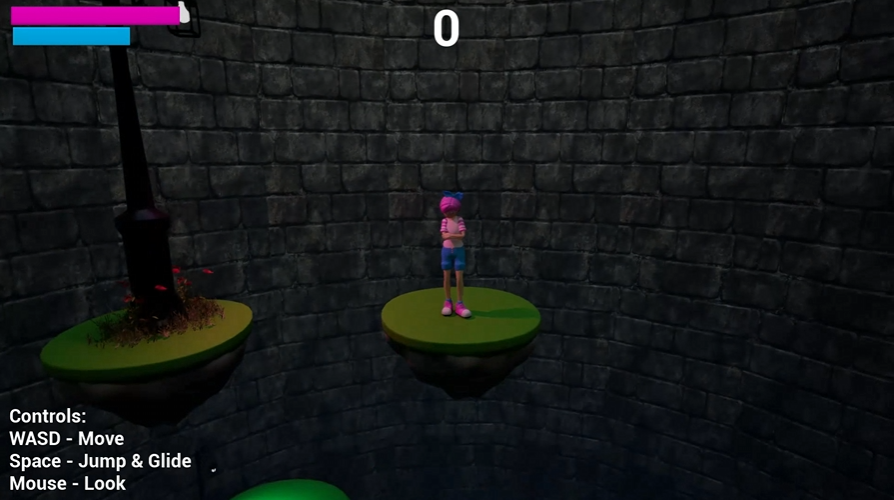 0
Controls:
WASD - Move
Space - Jump & Glide
Mouse - Look